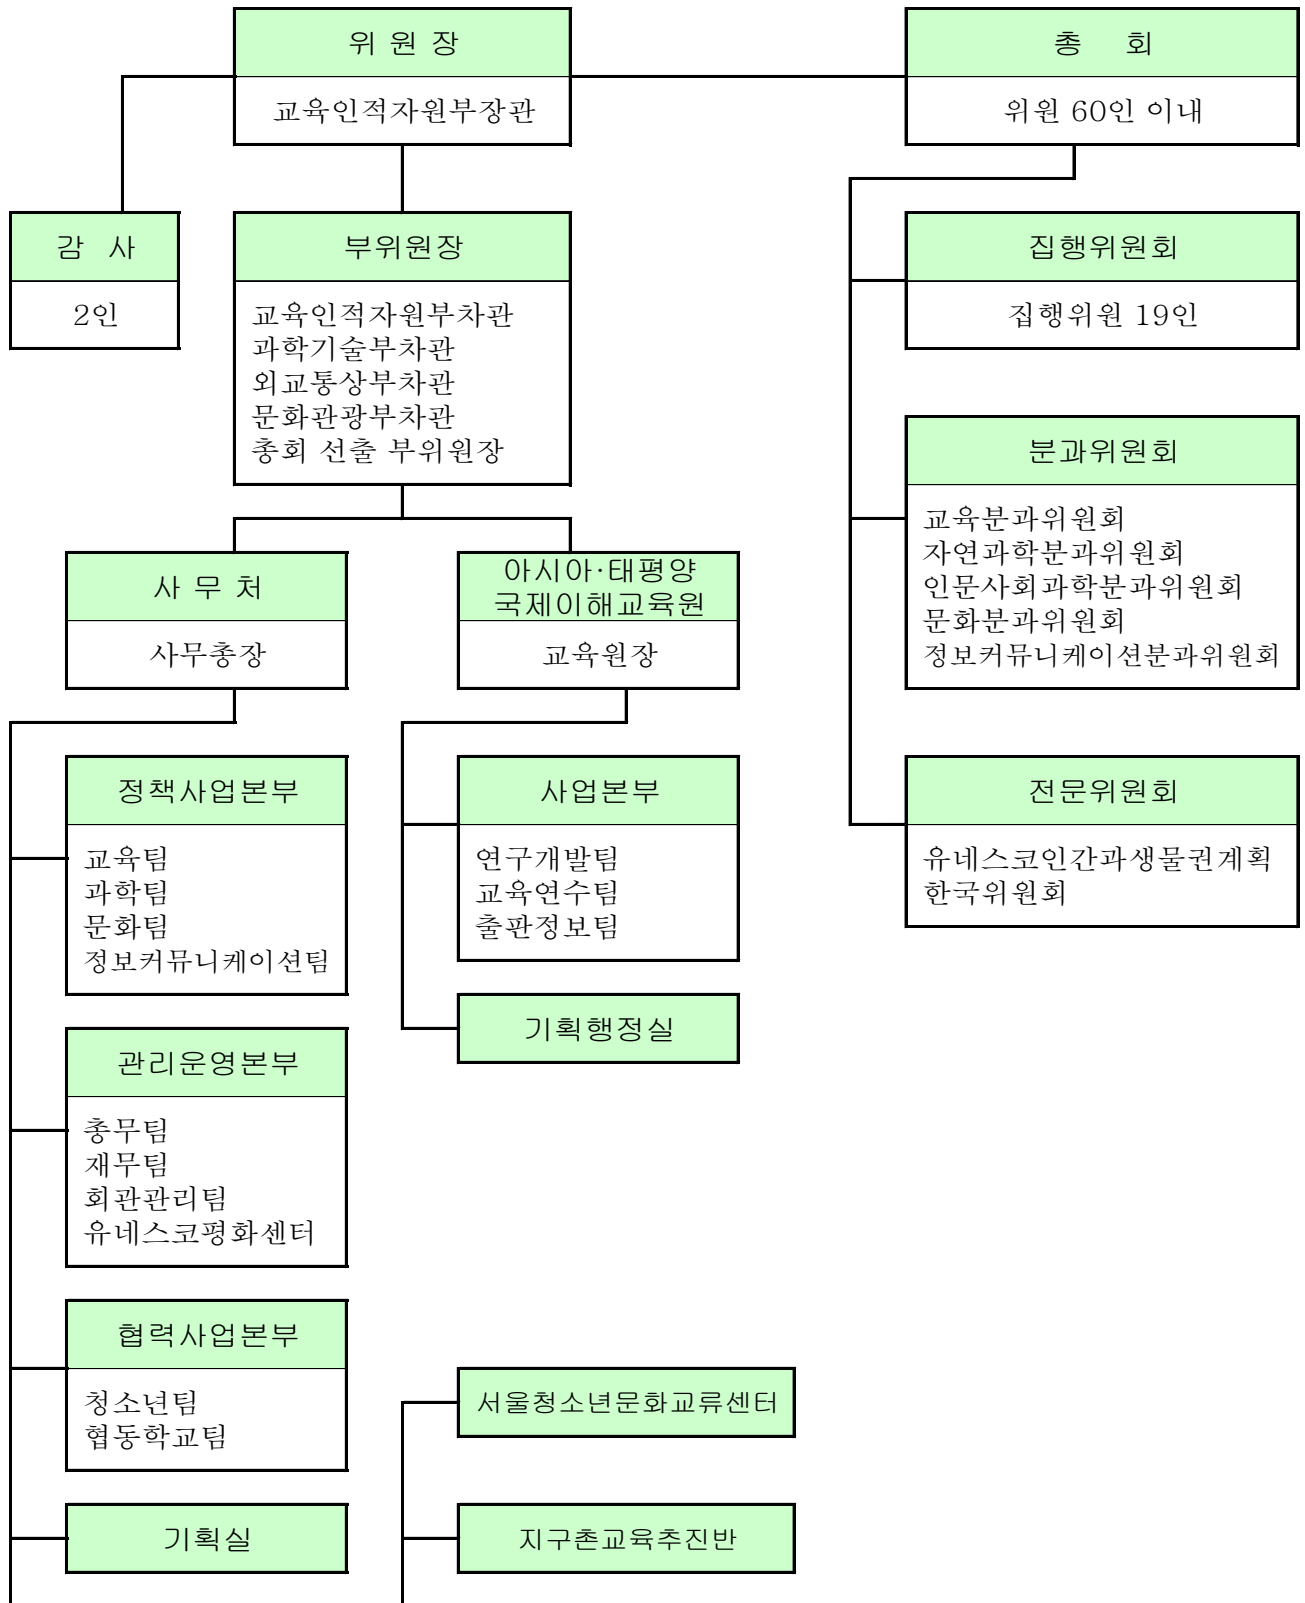 위 원 장
교육인적자원부장관
총 회
위원 60인 이내
감 사
2인
부위원장
교육인적자원부차관
과학기술부차관
외교통상부차관
문화관광부차관
총회 선출 부위원장
집행위원회
집행위원 19인
분과위원회
교육분과위원회
자연과학분과위원회
인문사회과학분과위원회
문화분과위원회
정보커뮤니케이션분과위원회
사 무 처
사무총장
아시아·태평양
국제이해교육원
교육원장
정책사업본부
교육팀
과학팀
문화팀
정보커뮤니케이션팀
사업본부
연구개발팀
교육연수팀
출판정보팀
전문위원회
유네스코인간과생물권계획
한국위원회
기획행정실
관리운영본부
총무팀
재무팀
회관관리팀
유네스코평화센터
협력사업본부
청소년팀
협동학교팀
서울청소년문화교류센터
기획실
지구촌교육추진반